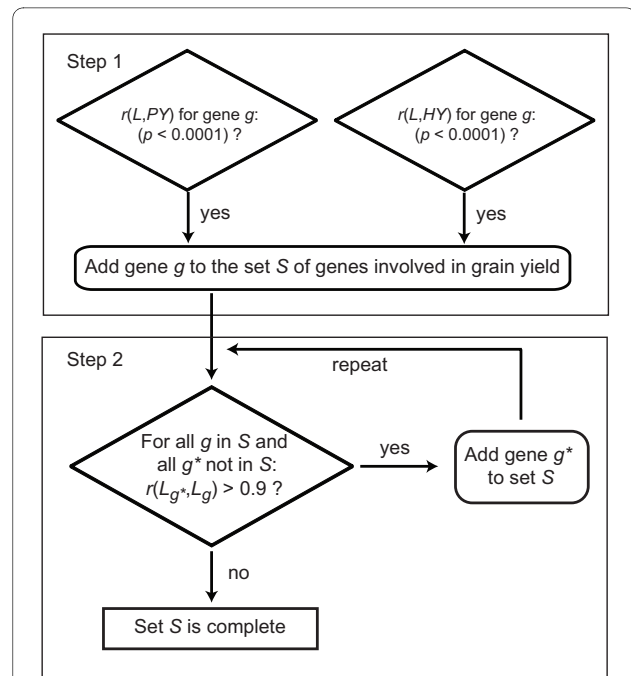 Step 1
r(L,PY) for gene g:
(p < 0.0001) ?
r(L,HY) for gene g:
(p < 0.0001) ?
yes
yes
Add gene g to the set S of genes involved in grain yield
Step 2
repeat
For all g in S and
all g* not in S:
r(Lg*,Lg) > 0.9 ?
yes
Add gene g*
to set S
no
Set S is complete